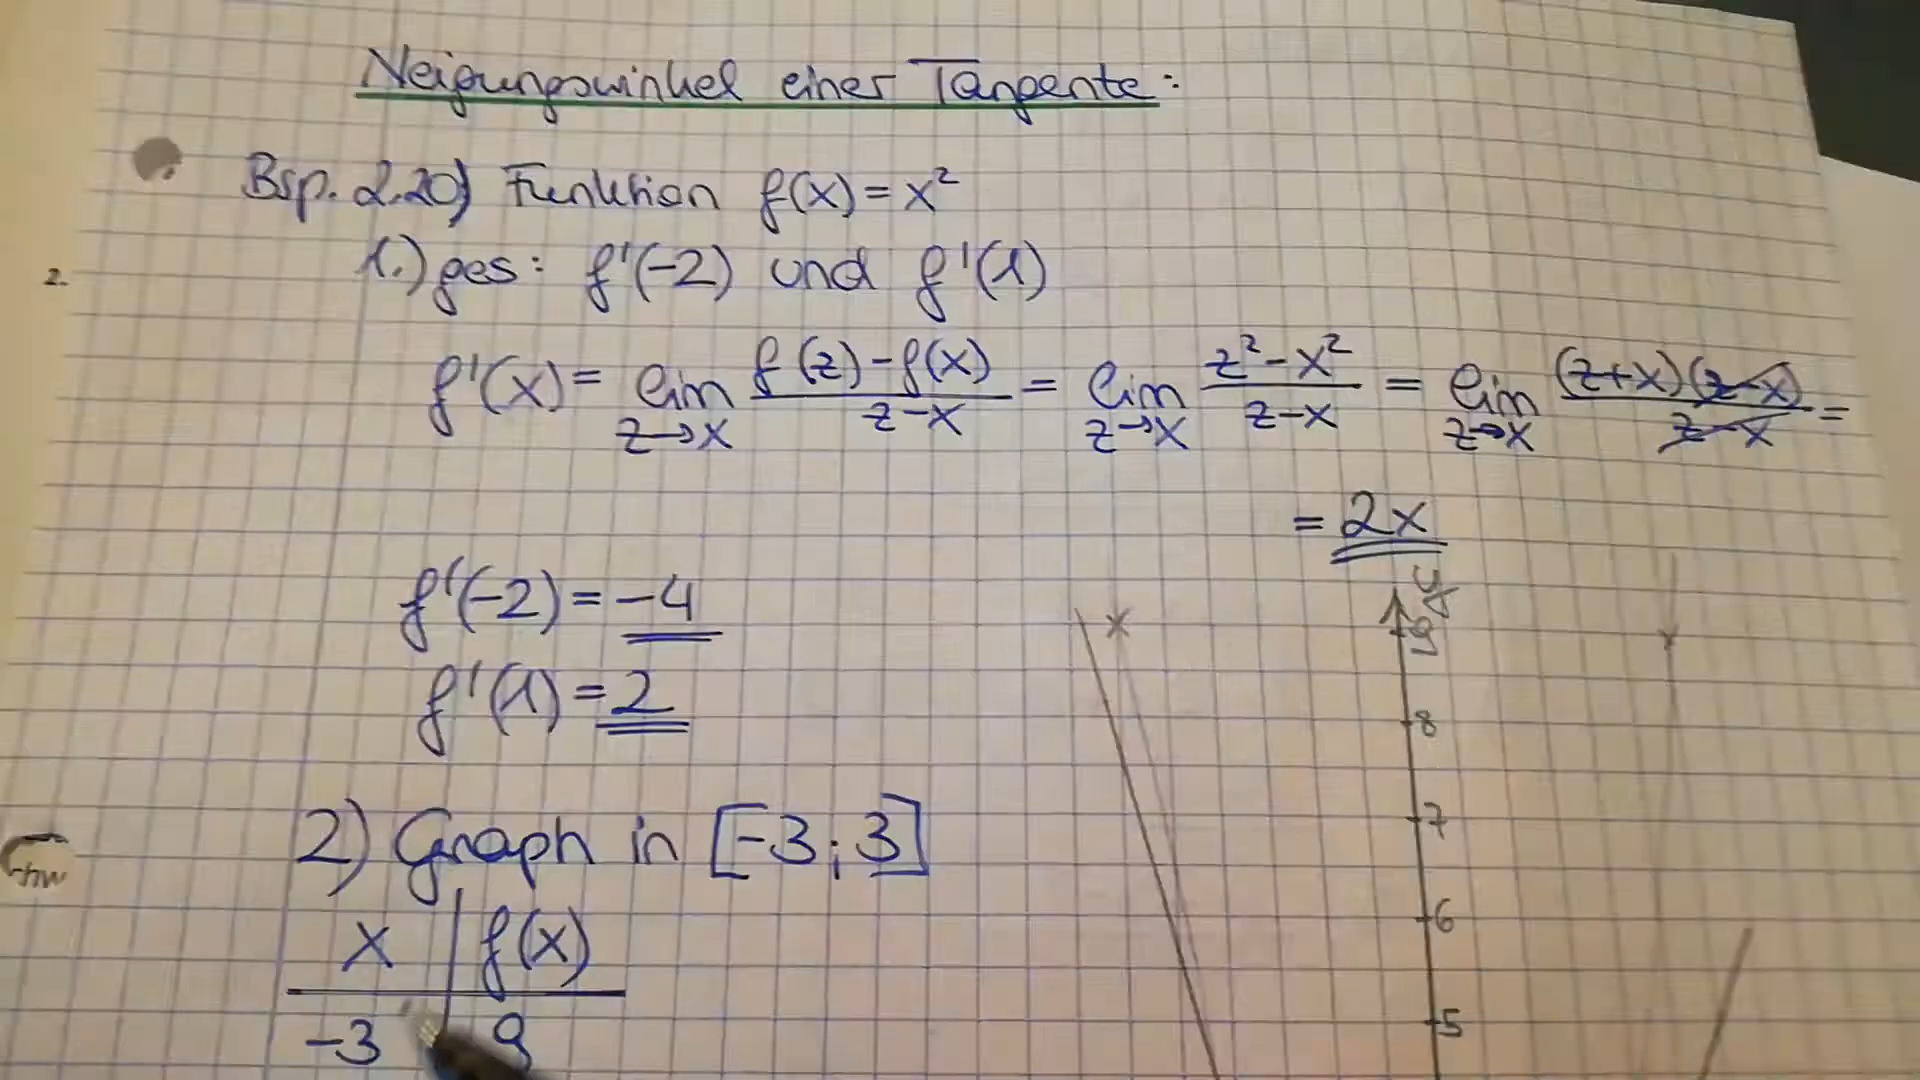 Neigungswinkel einer Tangente:
Bsp. 2.20) Funktion f(x) = x²
1.) ges: f'(-2) und f'(1)
2.
f'(x) = lim z→x (f(z) - f(x))/(z - x) = lim z→x (z² - x²)/(z - x) = lim z→x ((z+x)(z-x))/(z-x) =
= 2x
f'(-2) = -4
f'(1) = 2
y
9
8
7
6
5
2) Graph in [-3; 3]
x | f(x)
-3 | 9